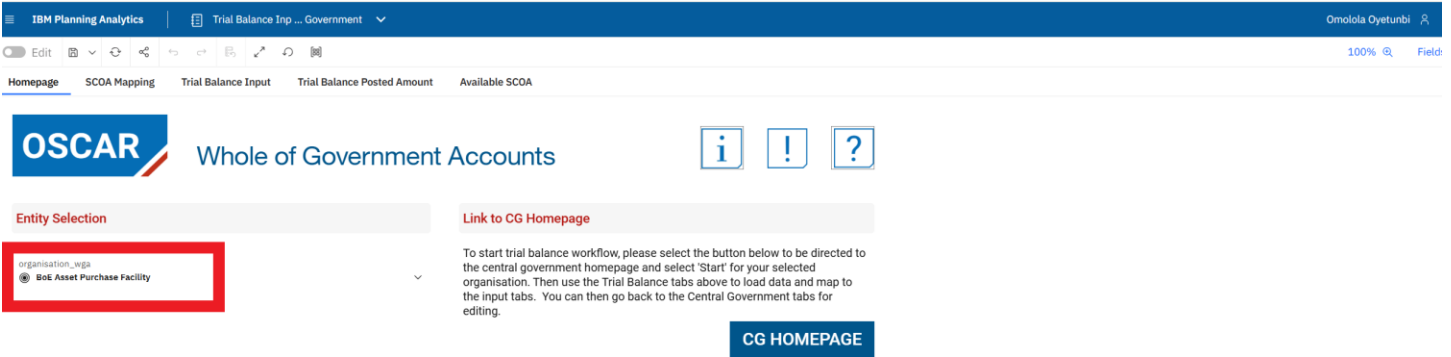 IBM Planning Analytics
Trial Balance Inp ... Government
Omolola Oyetunbi
Edit
100%
Fields
Homepage
SCOA Mapping
Trial Balance Input
Trial Balance Posted Amount
Available SCOA
OSCAR
Whole of Government Accounts
i
!
?
Entity Selection
organisation_wga
BoE Asset Purchase Facility
Link to CG Homepage
To start trial balance workflow, please select the button below to be directed to
the central government homepage and select 'Start' for your selected
organisation. Then use the Trial Balance tabs above to load data and map to
the input tabs. You can then go back to the Central Government tabs for
editing.
CG HOMEPAGE